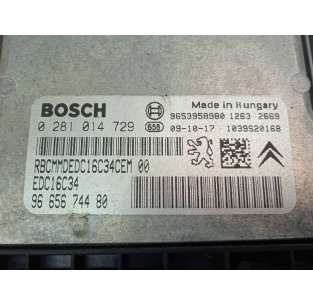 BOSCH
Made in Hungary
9653958980 1263 2669
0 281 014 729 658 09-10-17 1039S20168
RBCMMDEDC16C34CEM 00
EDC16C34
96 656 744 80